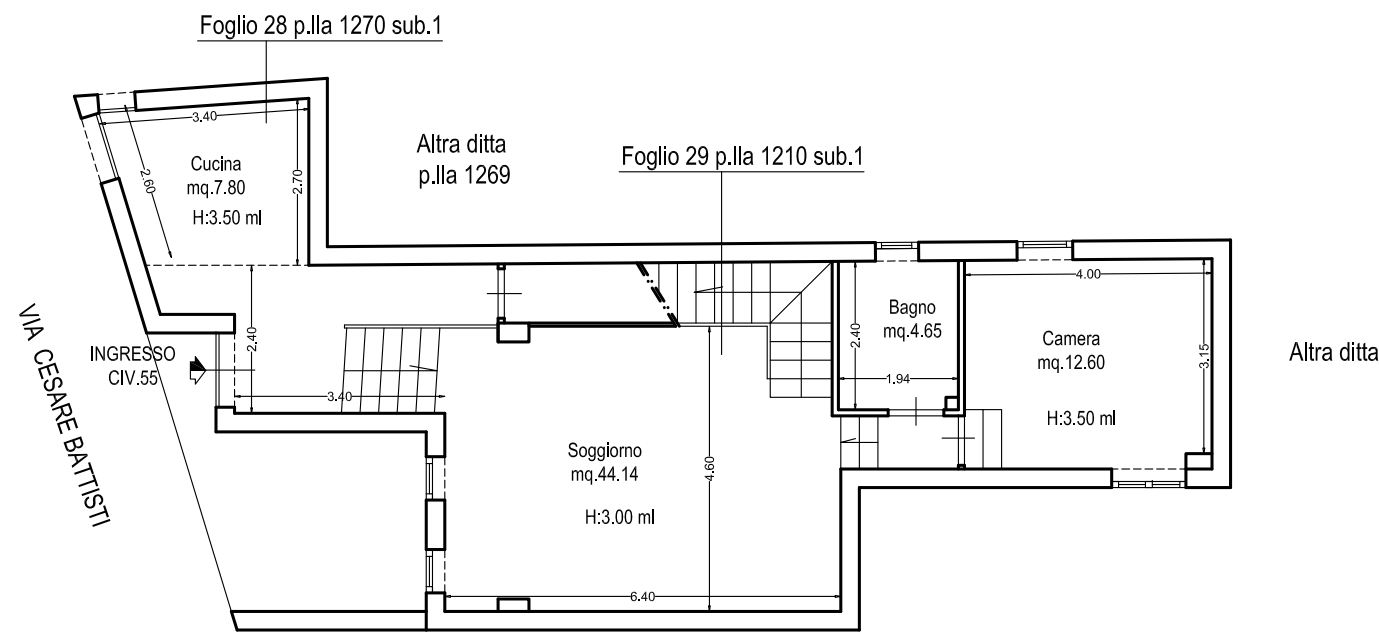 Foglio 28 p.lla 1270 sub.1
3.40
Cucina
mq.7.80
H:3.50 ml
2.60
2.70
Altra ditta
p.lla 1269
Foglio 29 p.lla 1210 sub.1
VIA CESARE BATTISTI
INGRESSO
CIV.55
2.40
3.40
Soggiorno
mq.44.14
H:3.00 ml
4.60
6.40
Bagno
mq.4.65
2.40
1.94
4.00
Camera
mq.12.60
H:3.50 ml
3.15
Altra ditta